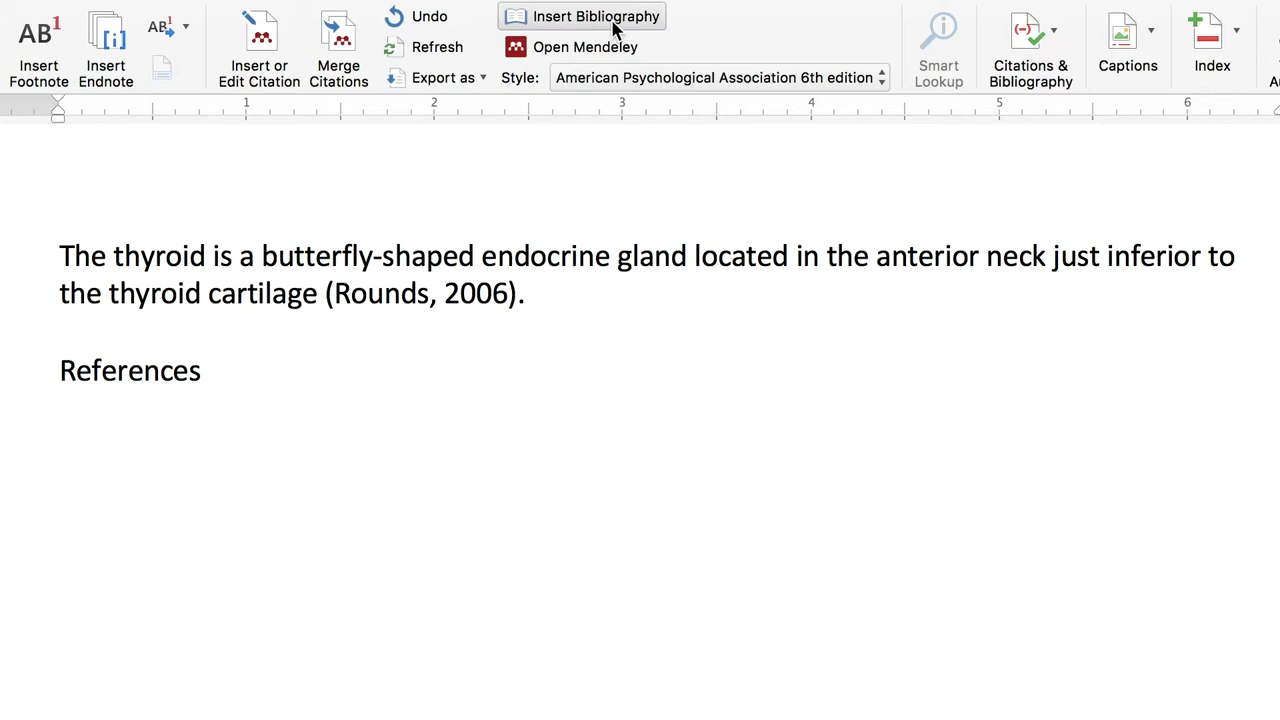 AB1
Insert
Footnote
Insert
Endnote
AB1
Insert or
Edit Citation
Merge
Citations
Undo
Refresh
Export as
Insert Bibliography
Open Mendeley
Style: American Psychological Association 6th edition
Smart
Lookup
Citations &
Bibliography
Captions
Index
1 2 3 4 5 6
The thyroid is a butterfly-shaped endocrine gland located in the anterior neck just inferior to
the thyroid cartilage (Rounds, 2006).
References